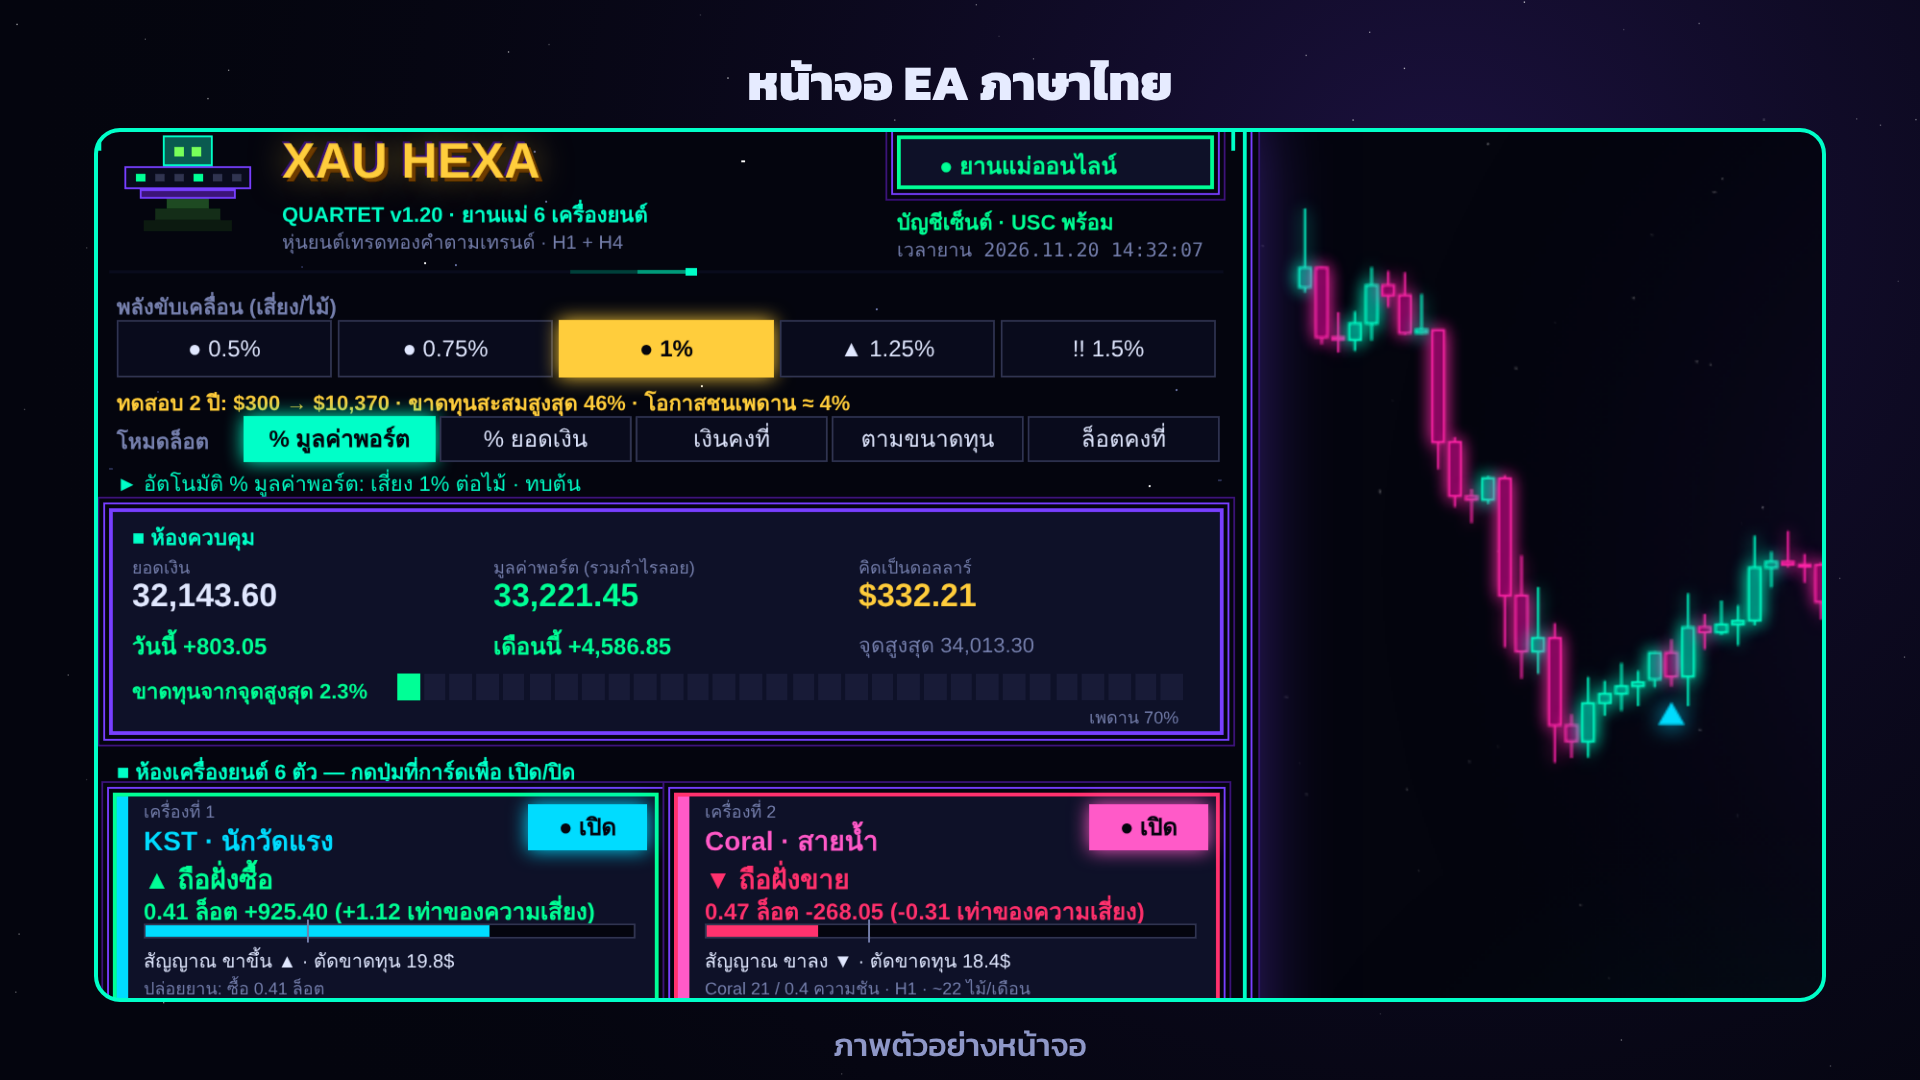 หน้าจอ EA ภาษาไทย
XAU HEXA
● ยานแม่ออนไลน์
QUARTET v1.20 · ยานแม่ 6 เครื่องยนต์
บัญชีเซ็นต์ · USC พร้อม
หุ่นยนต์เทรดทองคำตามเทรนด์ · H1 + H4
เวลายาน 2026.11.20 14:32:07
พลังขับเคลื่อน (เสี่ยง/ไม้)
● 0.5%
● 0.75%
● 1%
▲ 1.25%
!! 1.5%
ทดสอบ 2 ปี: $300 → $10,370 · ขาดทุนสะสมสูงสุด 46% · โอกาสชนเพดาน ≈ 4%
โหมดล็อต
% มูลค่าพอร์ต
% ยอดเงิน
เงินคงที่
ตามขนาดทุน
ล็อตคงที่
► อัตโนมัติ % มูลค่าพอร์ต: เสี่ยง 1% ต่อไม้ · ทบต้น
■ ห้องควบคุม
ยอดเงิน
มูลค่าพอร์ต (รวมกำไรลอย)
คิดเป็นดอลลาร์
32,143.60
33,221.45
$332.21
วันนี้ +803.05
เดือนนี้ +4,586.85
จุดสูงสุด 34,013.30
ขาดทุนจากจุดสูงสุด 2.3%
เพดาน 70%
■ ห้องเครื่องยนต์ 6 ตัว — กดปุ่มที่การ์ดเพื่อ เปิด/ปิด
เครื่องที่ 1
KST · นักวัดแรง
● เปิด
▲ ถือฝั่งซื้อ
0.41 ล็อต +925.40 (+1.12 เท่าของความเสี่ยง)
สัญญาณ ขาขึ้น ▲ · ตัดขาดทุน 19.8$
ปล่อยยาน: ซื้อ 0.41 ล็อต
เครื่องที่ 2
Coral · สายน้ำ
● เปิด
▼ ถือฝั่งขาย
0.47 ล็อต -268.05 (-0.31 เท่าของความเสี่ยง)
สัญญาณ ขาลง ▼ · ตัดขาดทุน 18.4$
Coral 21 / 0.4 ความชัน · H1 · ~22 ไม้/เดือน
ภาพตัวอย่างหน้าจอ